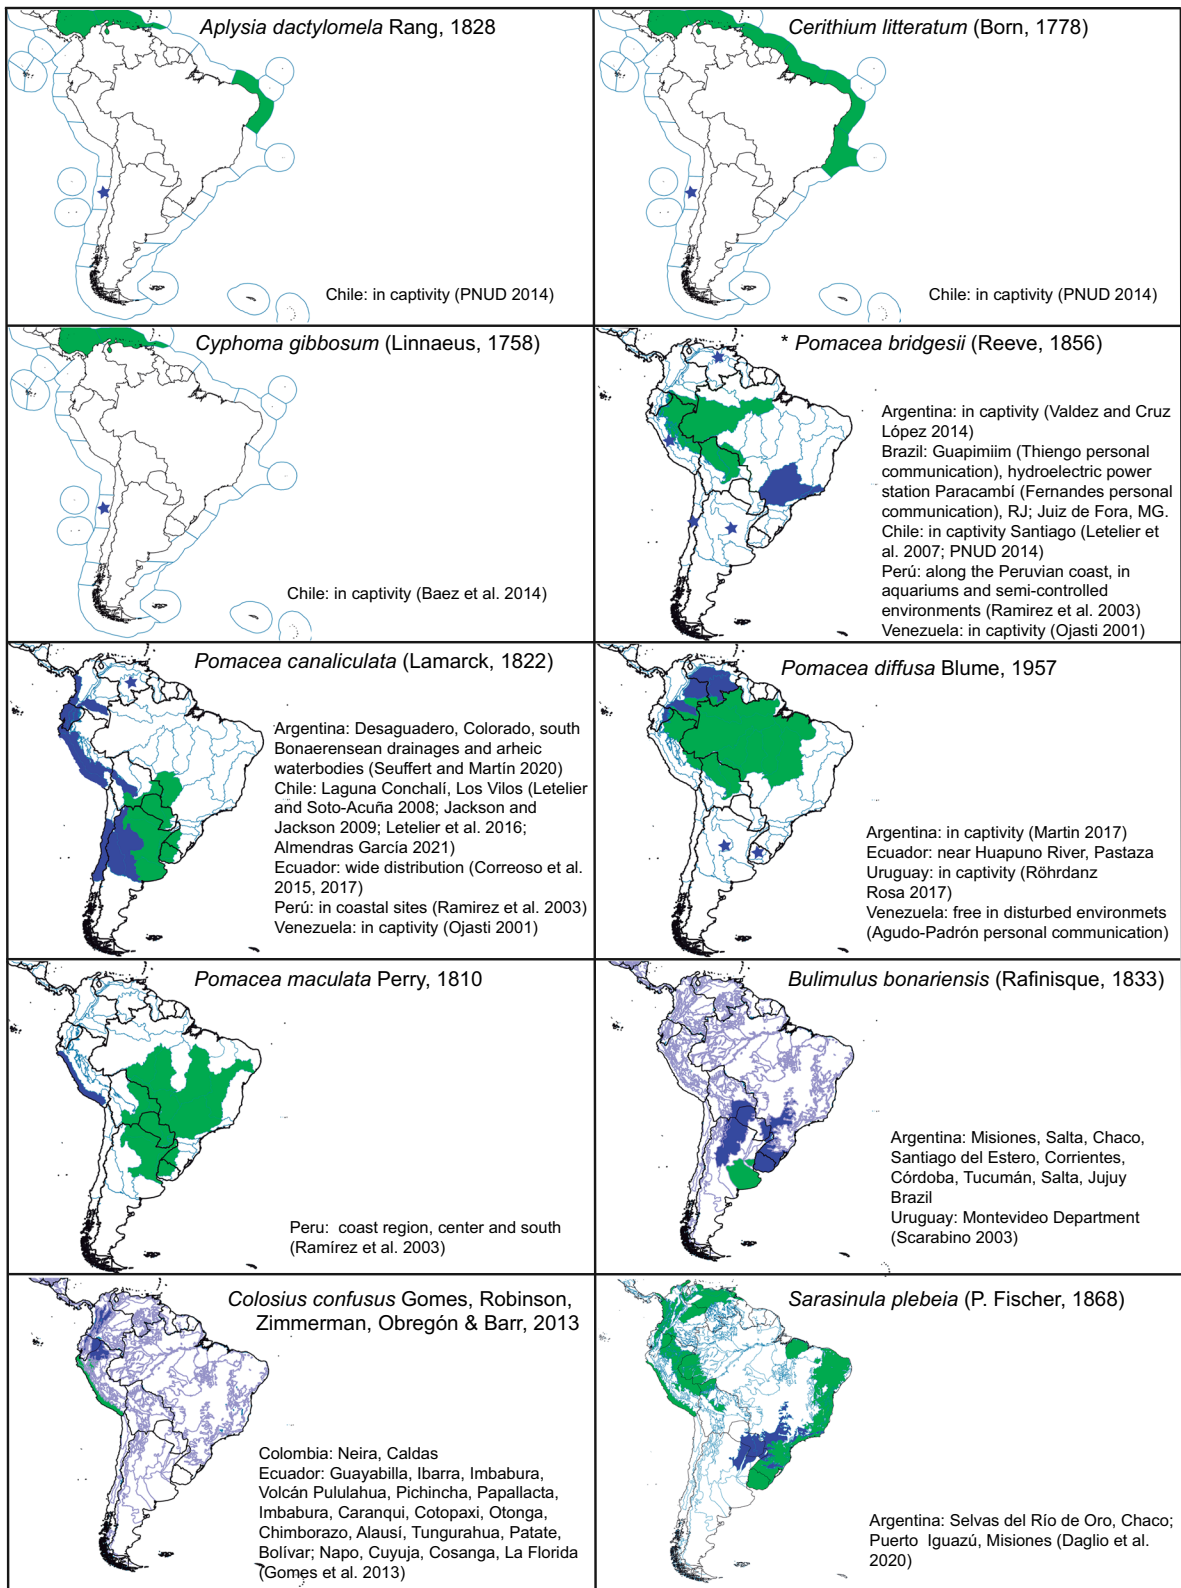 Aplysia dactylomela Rang, 1828
Chile: in captivity (PNUD 2014)
Cerithium litteratum (Born, 1778)
Chile: in captivity (PNUD 2014)
Cyphoma gibbosum (Linnaeus, 1758)
Chile: in captivity (Baez et al. 2014)
* Pomacea bridgesii (Reeve, 1856)
Argentina: in captivity (Valdez and Cruz
López 2014)
Brazil: Guapimiim (Thiengo personal
communication), hydroelectric power
station Paracambí (Fernandes personal
communication), RJ; Juiz de Fora, MG.
Chile: in captivity Santiago (Letelier et
al. 2007; PNUD 2014)
Perú: along the Peruvian coast, in
aquariums and semi-controlled
environments (Ramirez et al. 2003)
Venezuela: in captivity (Ojasti 2001)
Pomacea canaliculata (Lamarck, 1822)
Argentina: Desaguadero, Colorado, south
Bonaerensean drainages and arheic
waterbodies (Seuffert and Martín 2020)
Chile: Laguna Conchalí, Los Vilos (Letelier
and Soto-Acuña 2008; Jackson and
Jackson 2009; Letelier et al. 2016;
Almendras García 2021)
Ecuador: wide distribution (Correoso et al.
2015, 2017)
Perú: in coastal sites (Ramirez et al. 2003)
Venezuela: in captivity (Ojasti 2001)
Pomacea diffusa Blume, 1957
Argentina: in captivity (Martin 2017)
Ecuador: near Huapuno River, Pastaza
Uruguay: in captivity (Röhrdanz
Rosa 2017)
Venezuela: free in disturbed environmets
(Agudo-Padrón personal communication)
Pomacea maculata Perry, 1810
Peru: coast region, center and south
(Ramírez et al. 2003)
Bulimulus bonariensis (Rafinisque, 1833)
Argentina: Misiones, Salta, Chaco,
Santiago del Estero, Corrientes,
Córdoba, Tucumán, Salta, Jujuy
Brazil
Uruguay: Montevideo Department
(Scarabino 2003)
Colosius confusus Gomes, Robinson,
Zimmerman, Obregón & Barr, 2013
Colombia: Neira, Caldas
Ecuador: Guayabilla, Ibarra, Imbabura,
Volcán Pululahua, Pichincha, Papallacta,
Imbabura, Caranqui, Cotopaxi, Otonga,
Chimborazo, Alausí, Tungurahua, Patate,
Bolívar; Napo, Cuyuja, Cosanga, La Florida
(Gomes et al. 2013)
Sarasinula plebeia (P. Fischer, 1868)
Argentina: Selvas del Río de Oro, Chaco;
Puerto Iguazú, Misiones (Daglio et al.
2020)